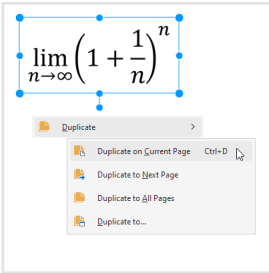 lim n→∞ (1 + 1/n)^n
Duplicate
Duplicate on Current Page Ctrl+D
Duplicate to Next Page
Duplicate to All Pages
Duplicate to...